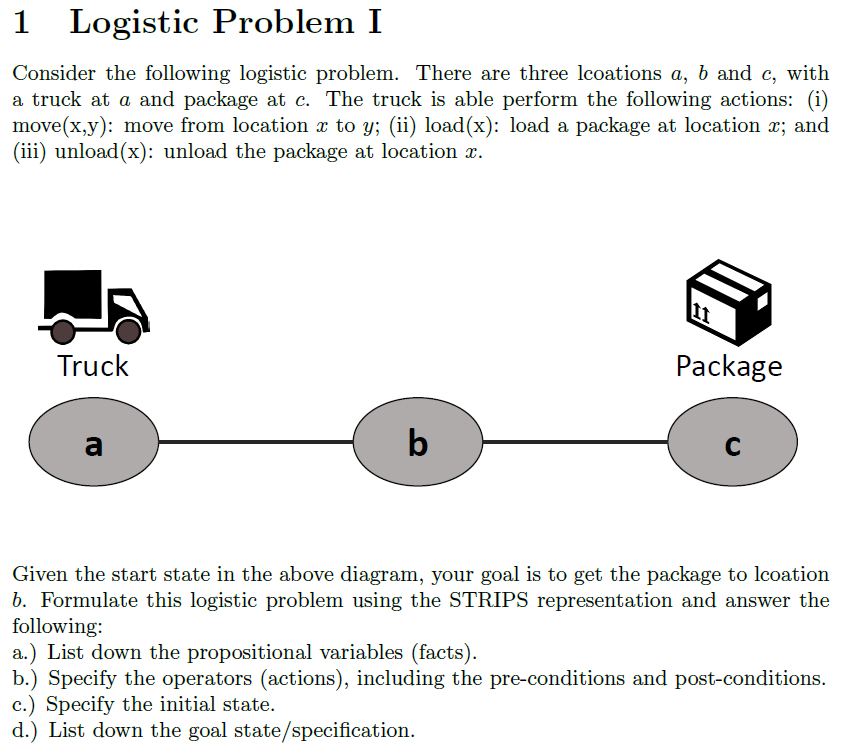 1 Logistic Problem I
Consider the following logistic problem. There are three lcoations a, b and c, with
a truck at a and package at c. The truck is able perform the following actions: (i)
move(x,y): move from location x to y; (ii) load(x): load a package at location x; and
(iii) unload(x): unload the package at location x.
Truck
Package
a
b
c
Given the start state in the above diagram, your goal is to get the package to lcoation
b. Formulate this logistic problem using the STRIPS representation and answer the
following:
a.) List down the propositional variables (facts).
b.) Specify the operators (actions), including the pre-conditions and post-conditions.
c.) Specify the initial state.
d.) List down the goal state/specification.